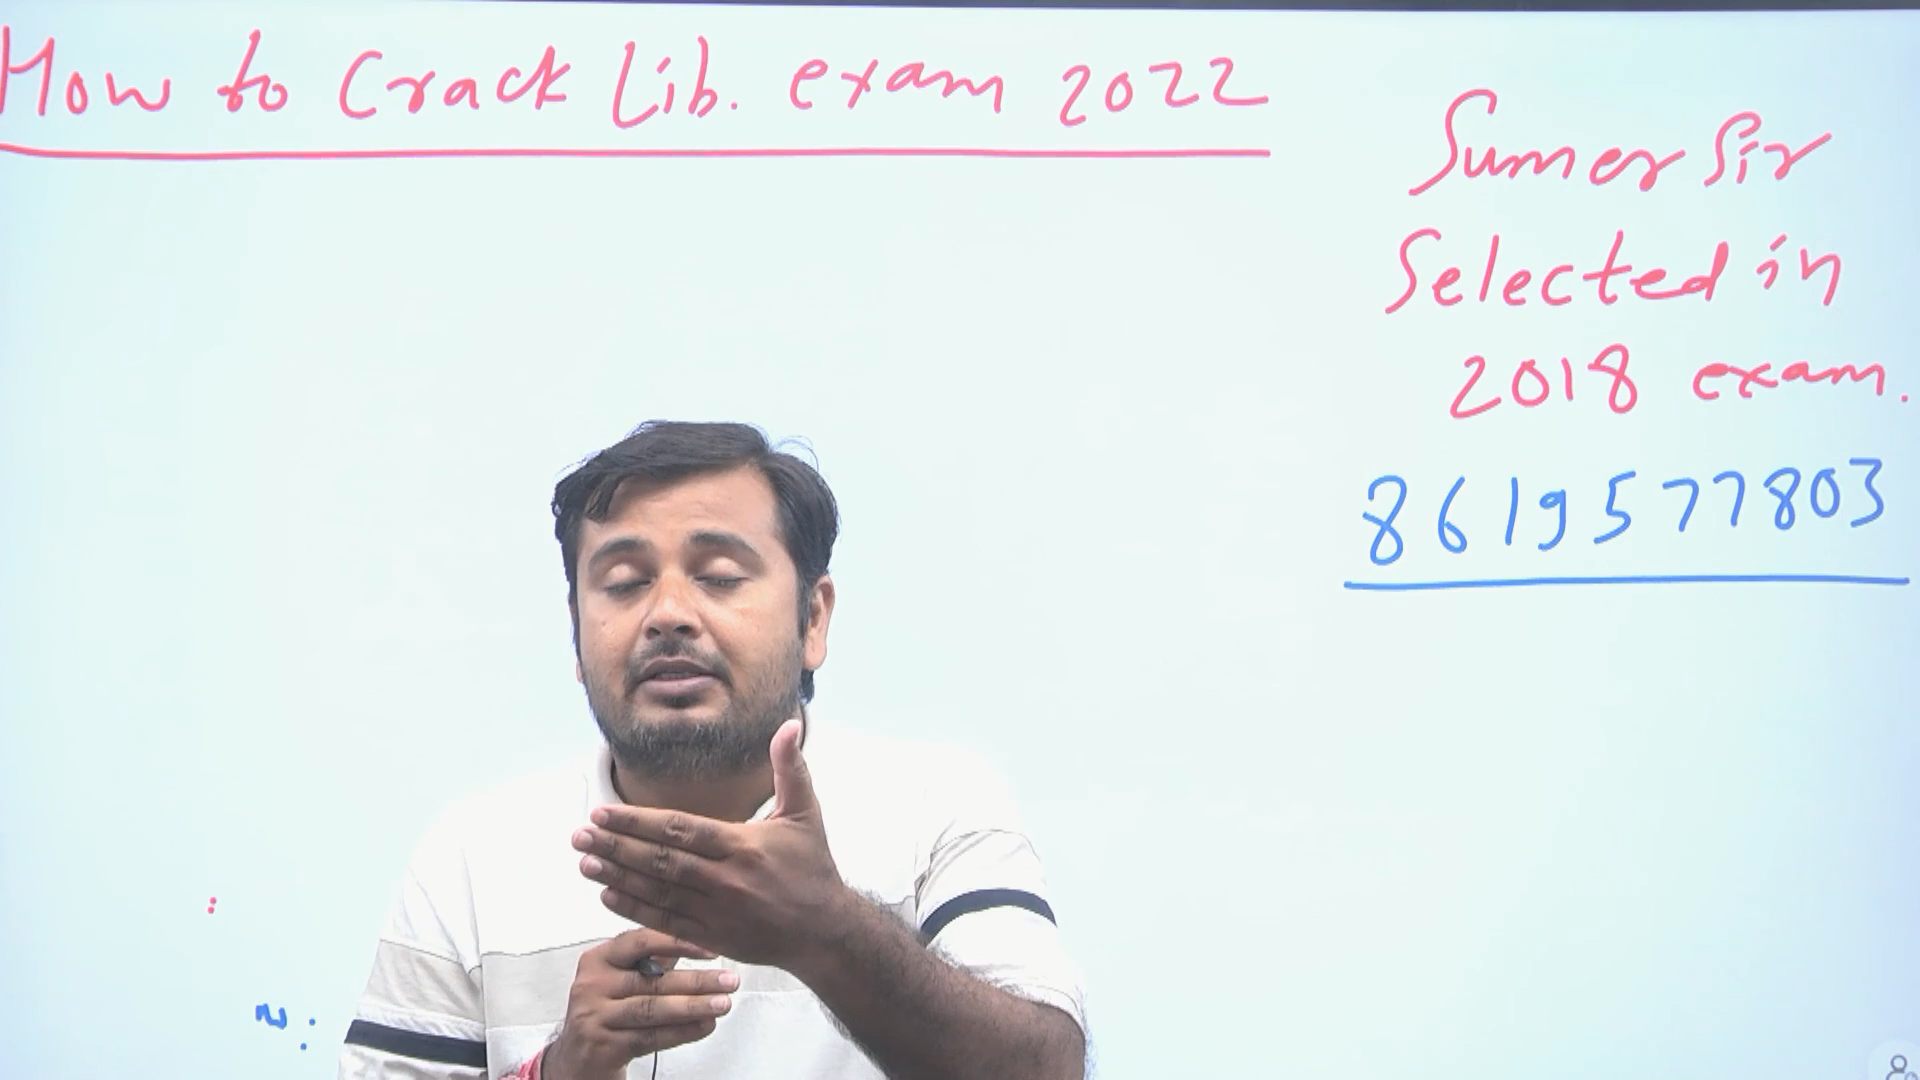 How to Crack Lib. exam 2022
Sumer Sir
Selected in
2018 exam.
8619577803